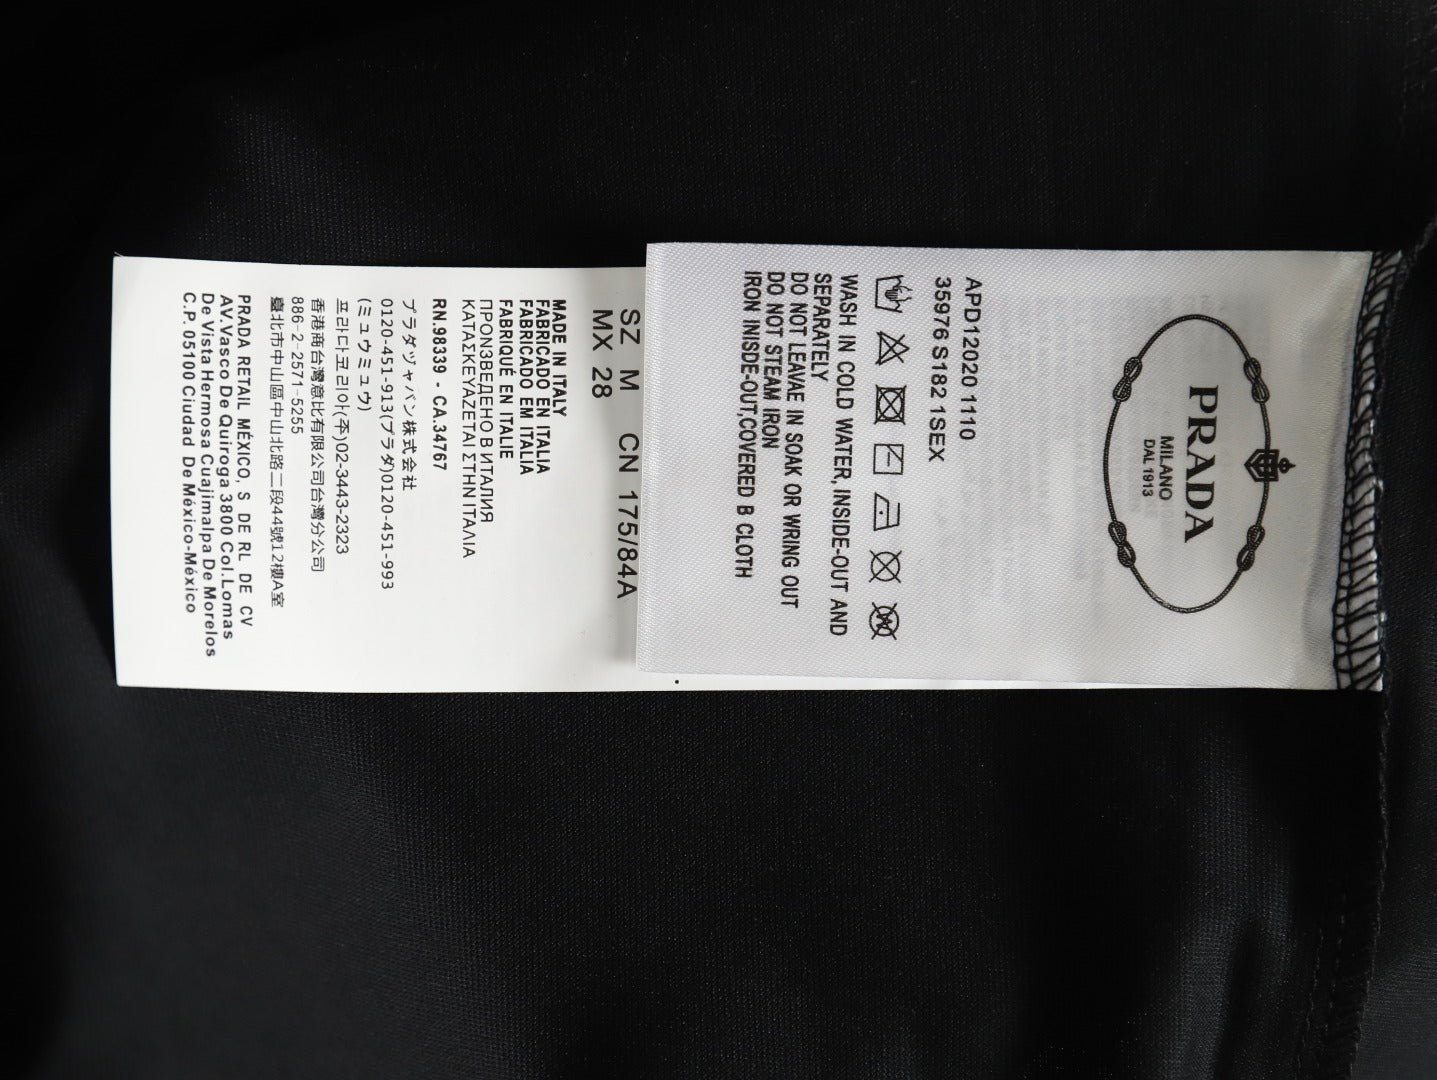 PRADA
MILANO
DAL 1913
APD122020 1110
35976 S182 1SEX
WASH IN COLD WATER, INSIDE-OUT AND
SEPARATELY
DO NOT LEAVAE IN SOAK OR WRING OUT
DO NOT STEAM IRON
IRON INISDE-OUT,COVERED B CLOTH
SZ M CN 175/84A
MX 28
MADE IN ITALY
FABRICADO EN ITALIA
FABRICADO EM ITALIA
FABRIQUÉ EN ITALIE
ПРОНЗВЕДЕНО В ИТАЛИЯ
ΚΑΤΑΣΚΕΥΑΖΕΤΑΙ ΣΤΗΝ ΙΤΑΛΙΑ
RN.98339 - CA.34767
プラダヅャバン株式会社
0120-451-913(プラダ)0120-451-993
(ミュウミュウ)
프라다코리아(주)02-3443-2323
香港商台灣意比有限公司台灣分公司
886-2-2571-5255
臺北市中山區中山北路二段44號12樓A室
PRADA RETAIL MÉXICO, S DE RL DE CV
AV.Vasco De Quiroga 3800 Col.Lomas
De Vista Hermosa Cuajimalpa De Morelos
C.P. 05100 Ciudad De México-México